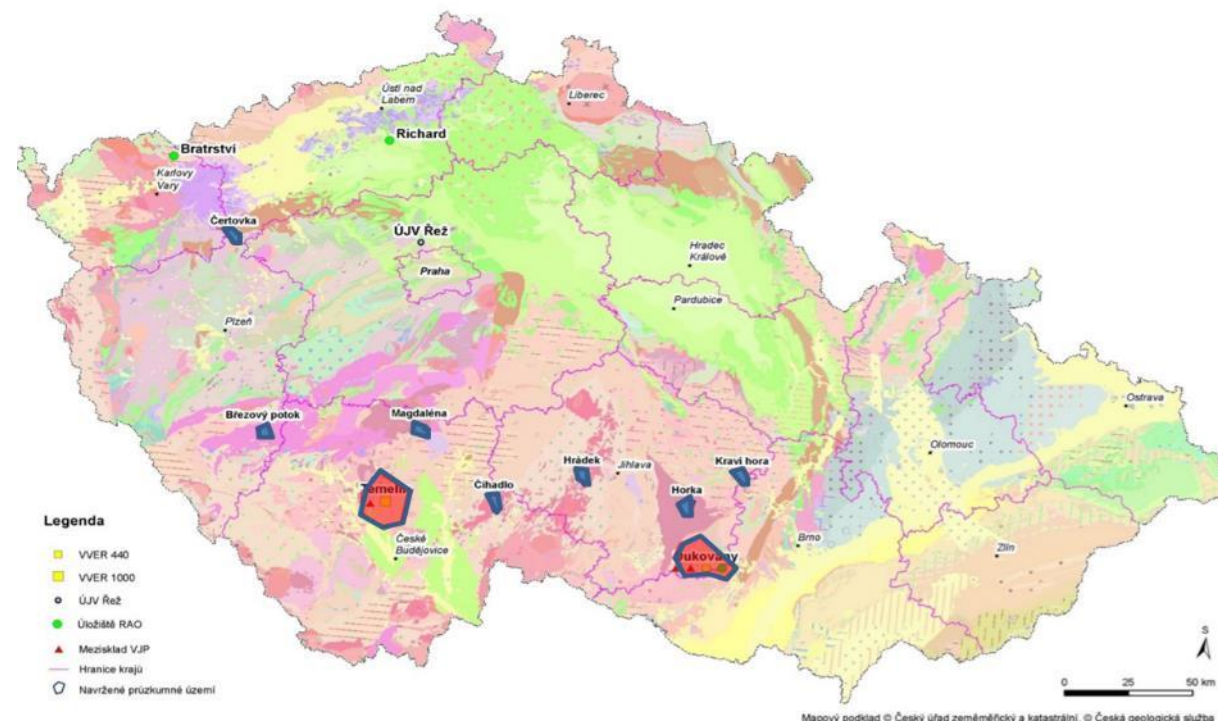 Ústí nad
Labem
Liberec
Richard
Bratrství
Karlovy
Vary
Čertovka
ÚJV Řež
Hradec
Králové
Praha
Pardubice
Plzeň
Ostrava
Březový potok
Magdaléna
Olomouc
Hrádek
Jihlava
Kraví hora
Čihadlo
Temelín
Horka
České
Budějovice
Brno
Dukovany
Zlín
Legenda
VVER 440
VVER 1000
ÚJV Řež
Úložiště RAO
Mezisklad VJP
Hranice krajů
Navržené průzkumné území
S
0 25 50 km
Mapový podklad © Český úřad zeměměřický a katastrální, © Česká geologická služba